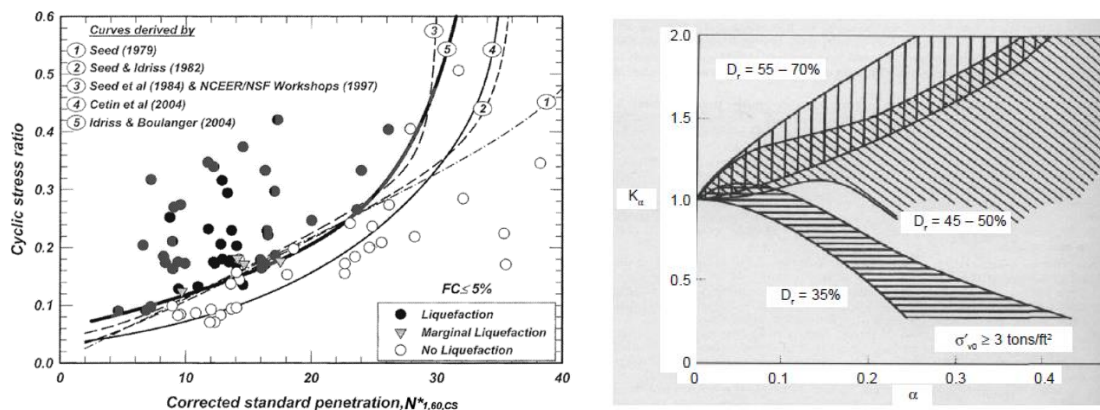 Curves derived by
1 Seed (1979)
2 Seed & Idriss (1982)
3 Seed et al (1984) & NCEER/NSF Workshops (1997)
4 Cetin et al (2004)
5 Idriss & Boulanger (2004)
3
5
4
2
1
0.6
0.5
0.4
0.3
0.2
0.1
0.0
Cyclic stress ratio
FC ≤ 5%
Liquefaction
Marginal Liquefaction
No Liquefaction
0
10
20
30
40
Corrected standard penetration,N*1,60,CS
2.0
1.5
1.0
0.5
0
Kα
Dr = 55 – 70%
Dr = 45 – 50%
Dr = 35%
σ'v0 ≥ 3 tons/ft²
0
0.1
0.2
0.3
0.4
α